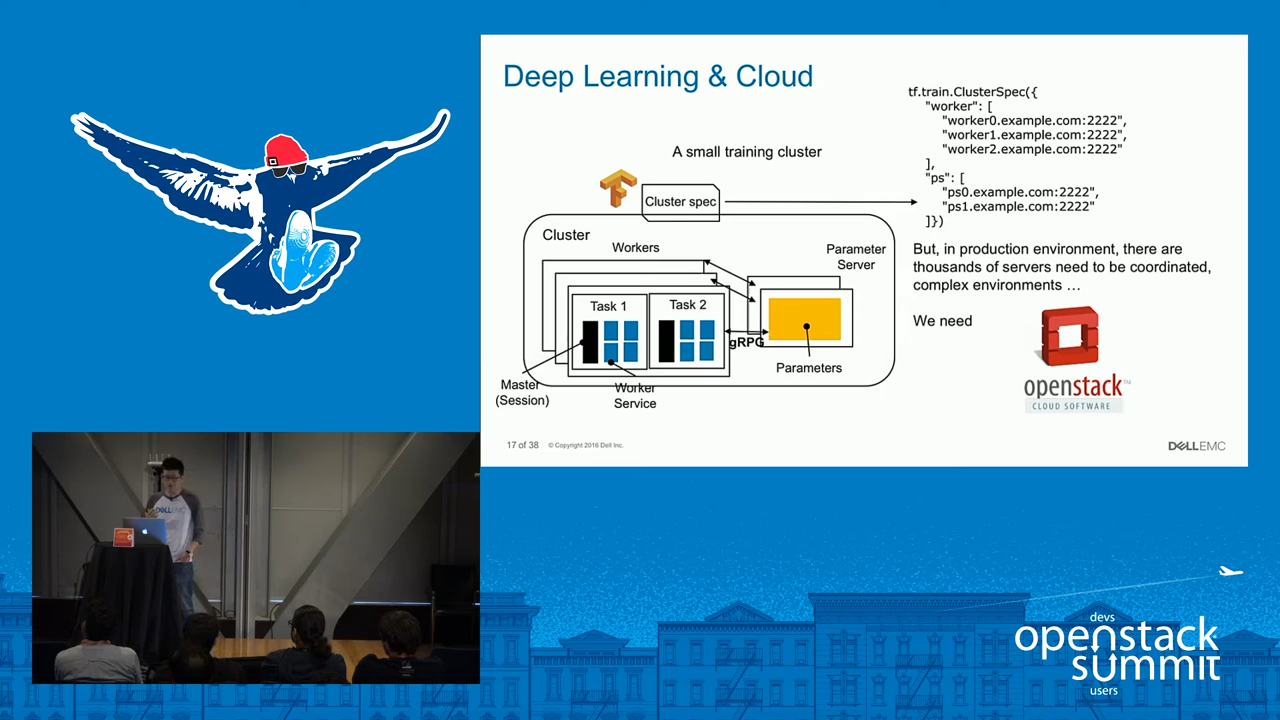 Deep Learning & Cloud
A small training cluster
Cluster spec
Cluster
Workers
Parameter
Server
Task 1
Task 2
gRPG
Parameters
Master
(Session)
Worker
Service
tf.train.ClusterSpec({
"worker": [
"worker0.example.com:2222",
"worker1.example.com:2222",
"worker2.example.com:2222"
],
"ps": [
"ps0.example.com:2222",
"ps1.example.com:2222"
]})
But, in production environment, there are
thousands of servers need to be coordinated,
complex environments ...
We need
openstack™
CLOUD SOFTWARE
17 of 38 © Copyright 2016 Dell Inc.
DELLEMC
DELLEMC
devs
openstack
summit
users